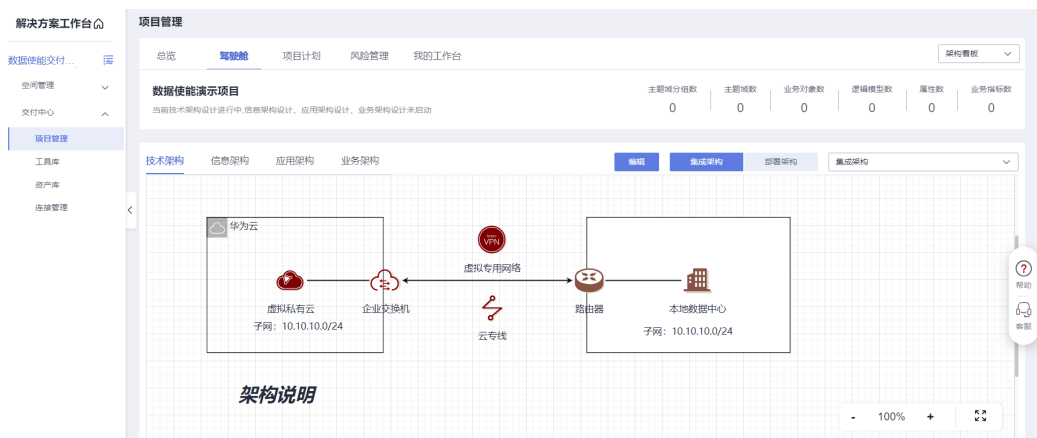 解决方案工作台
项目管理
数据使能交付...
空间管理
交付中心
项目管理
工具库
资产库
连接管理
总览 驾驶舱 项目计划 风险管理 我的工作台 架构看板
数据使能演示项目
当前技术架构设计进行中,信息架构设计、应用架构设计、业务架构设计未启动
主题域分组数 主题域数 业务对象数 逻辑模型数 属性数 业务指标数
0 0 0 0 0 0
技术架构 信息架构 应用架构 业务架构 编辑 集成架构 部署架构 集成架构
华为云
VPN
虚拟专用网络
虚拟私有云 企业交换机 路由器 本地数据中心
子网：10.10.10.0/24 子网：10.10.10.0/24
云专线
架构说明
帮助
客服
- 100% +